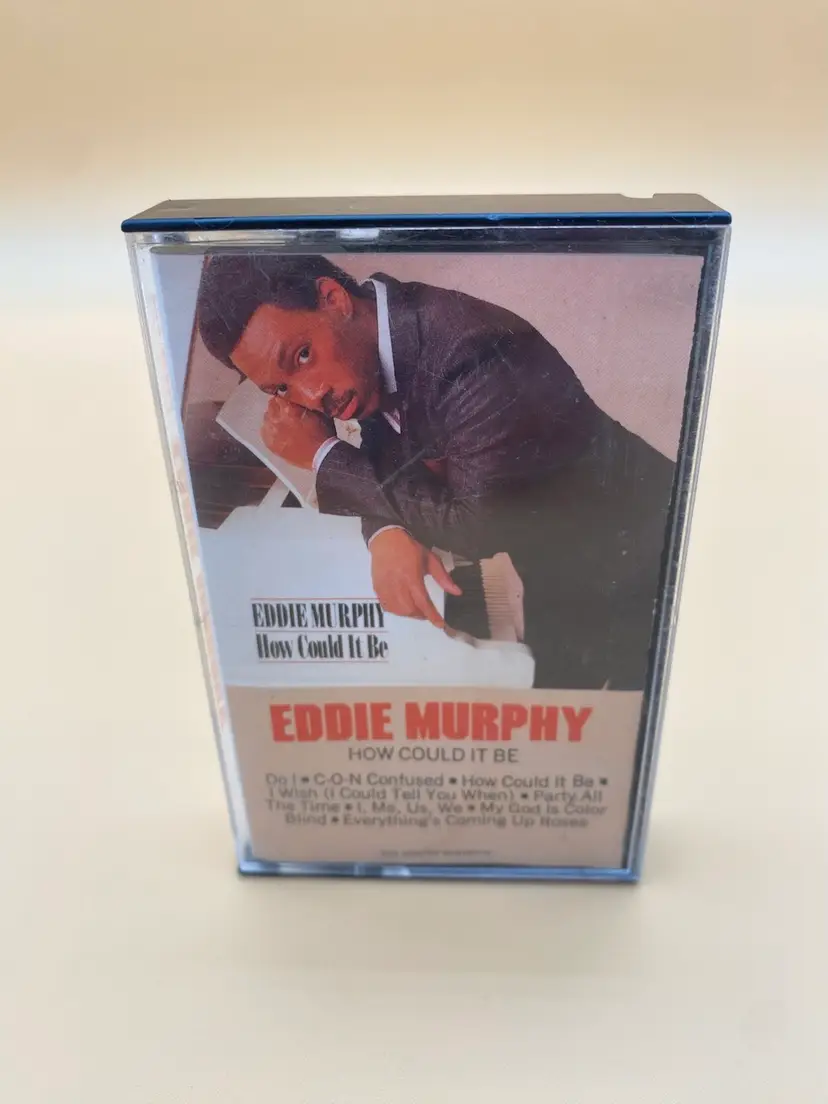 EDDIE MURPHY
How Could It Be
EDDIE MURPHY
HOW COULD IT BE
Do I • C-O-N Confused • How Could It Be •
I Wish (I Could Tell You When) • Party All
The Time • I, Me, Us, We • My God Is Color
Blind • Everything's Coming Up Roses